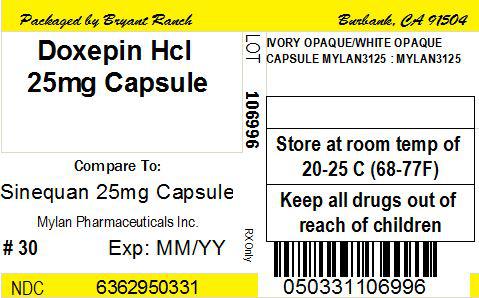 Packaged by Bryant Ranch
Burbank, CA 91504
Doxepin Hcl
25mg Capsule
Compare To:
Sinequan 25mg Capsule
Mylan Pharmaceuticals Inc.
# 30 Exp: MM/YY
NDC 6362950331
LOT 106996
RX Only
IVORY OPAQUE/WHITE OPAQUE
CAPSULE MYLAN3125 : MYLAN3125
Store at room temp of
20-25 C (68-77F)
Keep all drugs out of
reach of children
050331106996